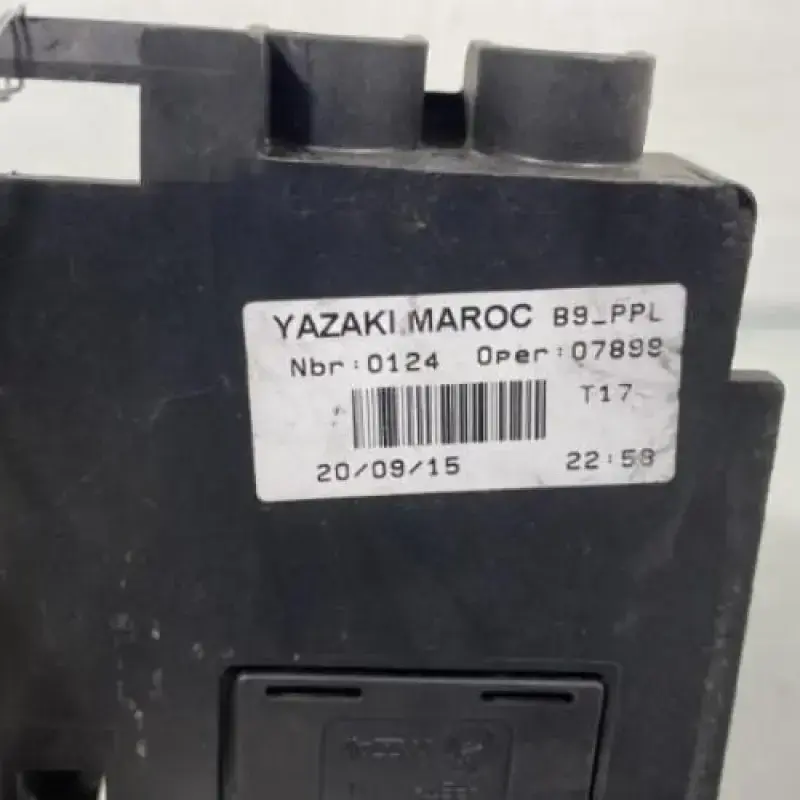 YAZAKI MAROC B9_PPL
Nbr:0124 Oper:07899
T17
20/09/15 22:58